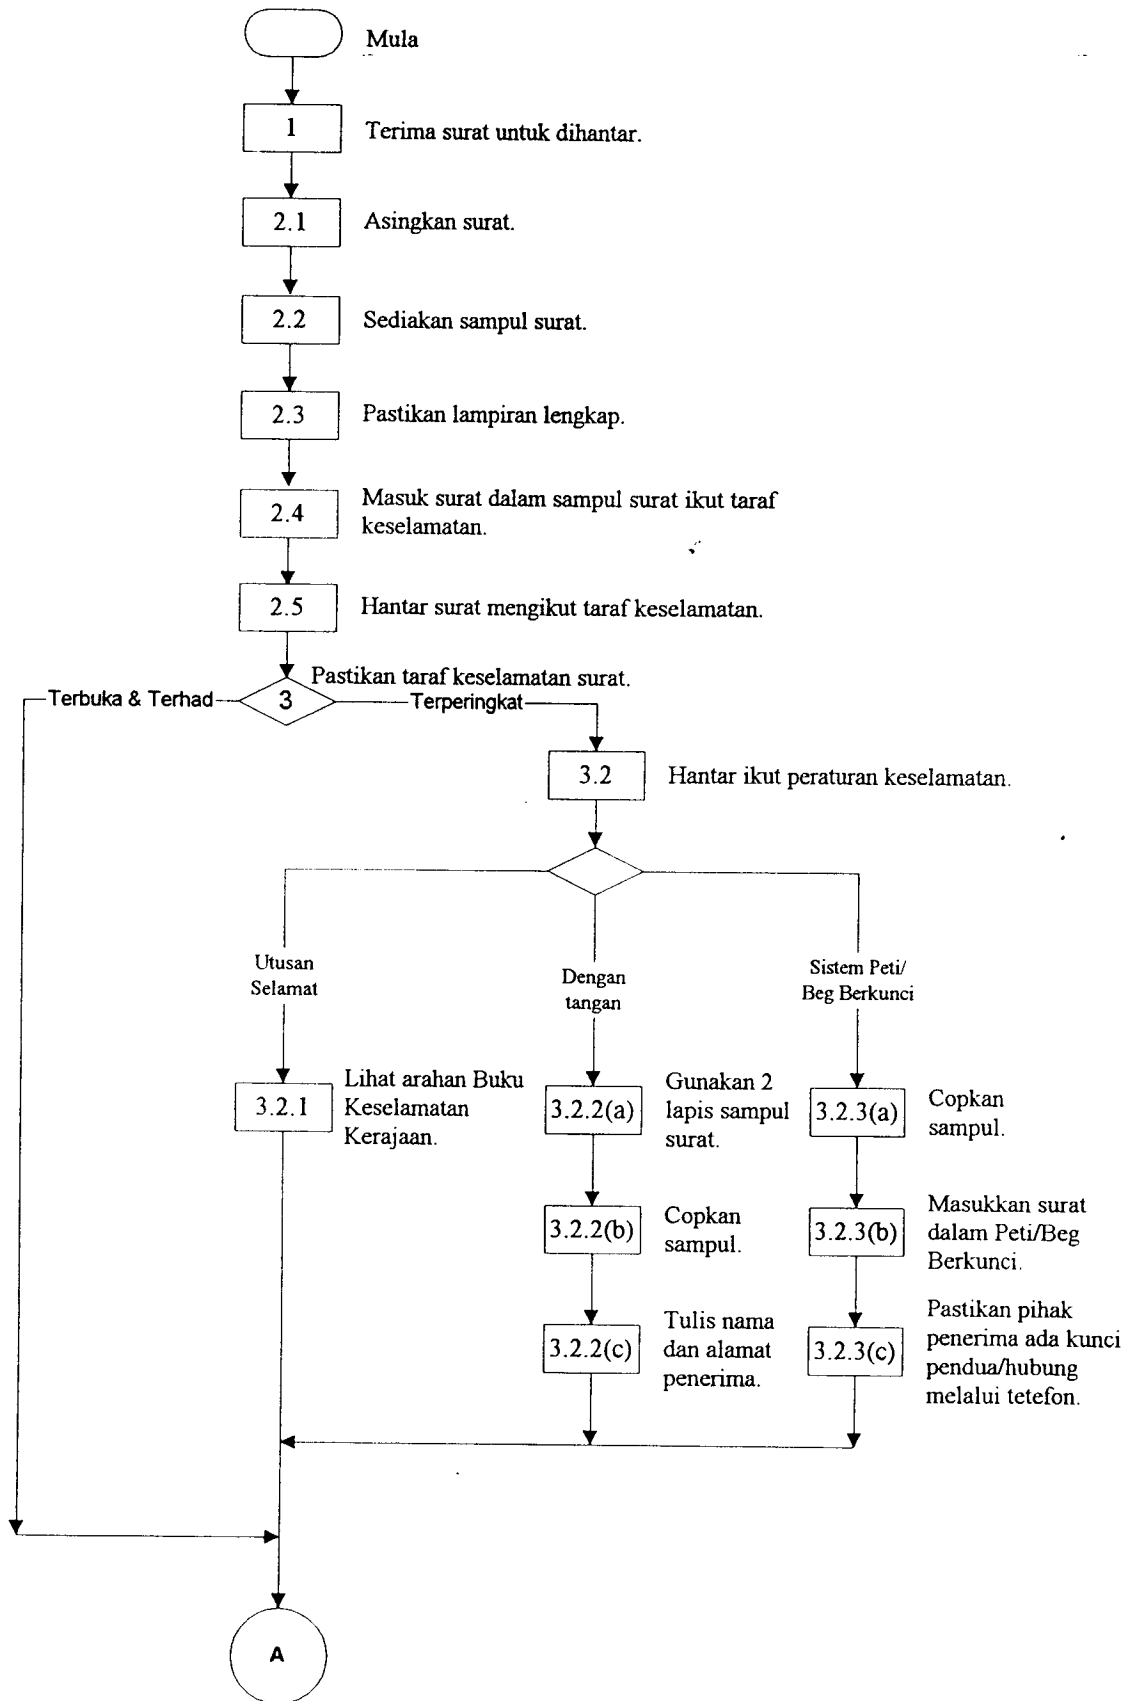 Mula
1
Terima surat untuk dihantar.
2.1
Asingkan surat.
2.2
Sediakan sampul surat.
2.3
Pastikan lampiran lengkap.
2.4
Masuk surat dalam sampul surat ikut taraf
keselamatan.
2.5
Hantar surat mengikut taraf keselamatan.
Pastikan taraf keselamatan surat.
Terbuka & Terhad
3
Terperingkat
3.2
Hantar ikut peraturan keselamatan.
Utusan
Selamat
Dengan
tangan
Sistem Peti/
Beg Berkunci
3.2.1
Lihat arahan Buku
Keselamatan
Kerajaan.
3.2.2(a)
Gunakan 2
lapis sampul
surat.
3.2.3(a)
Copkan
sampul.
3.2.2(b)
Copkan
sampul.
3.2.3(b)
Masukkan surat
dalam Peti/Beg
Berkunci.
3.2.2(c)
Tulis nama
dan alamat
penerima.
3.2.3(c)
Pastikan pihak
penerima ada kunci
pendua/hubung
melalui tetefon.
A